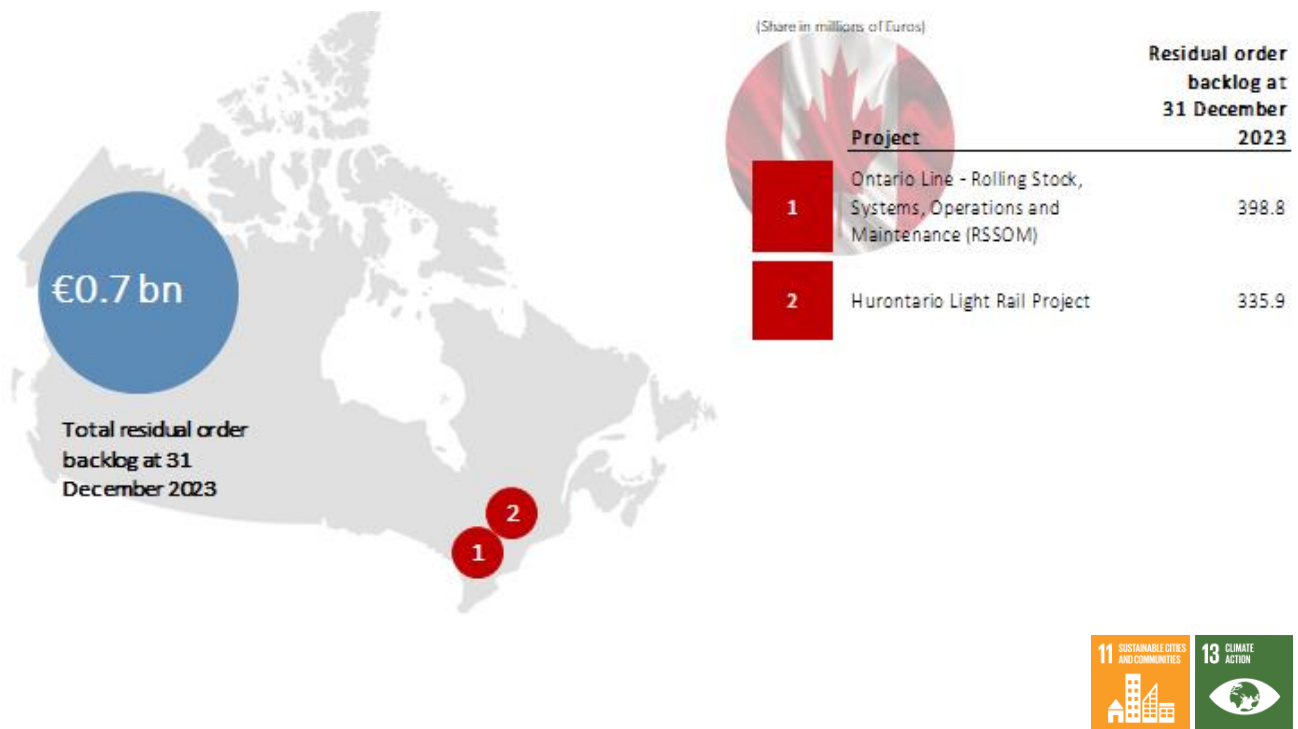 €0.7 bn
Total residual order
backlog at 31
December 2023
2
1
(Share in millions of Euros)
Residual order
backlog at
31 December
Project 2023
Ontario Line - Rolling Stock,
1 Systems, Operations and 398.8
Maintenance (RSSOM)
2 Hurontario Light Rail Project 335.9
11 SUSTAINABLE CITIES
AND COMMUNITIES
13 CLIMATE
ACTION